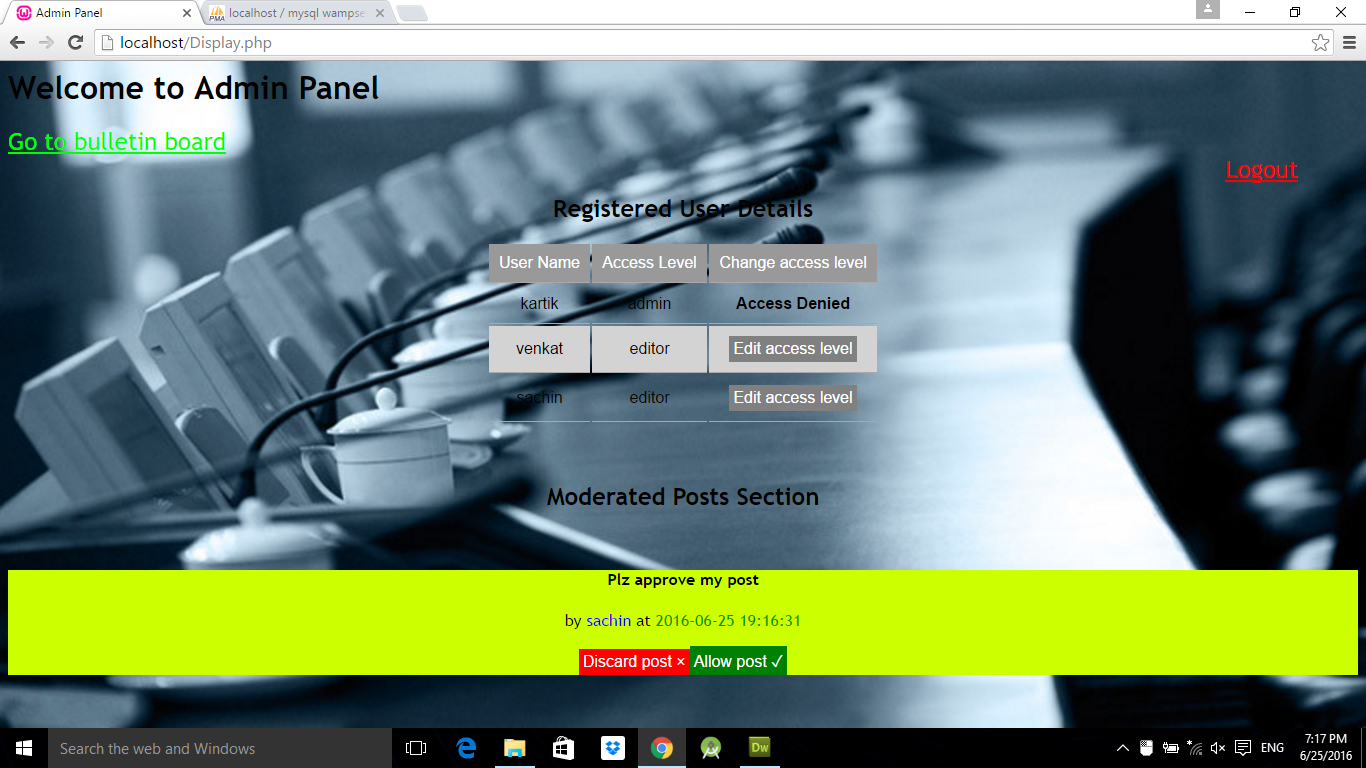 Admin Panel
localhost / mysql wampse
localhost/Display.php
Welcome to Admin Panel
Go to bulletin board
Logout
Registered User Details
User Name Access Level Change access level
kartik admin Access Denied
venkat editor Edit access level
sachin editor Edit access level
Moderated Posts Section
Plz approve my post
by sachin at 2016-06-25 19:16:31
Discard post × Allow post ✓
Search the web and Windows
Dw
ENG
7:17 PM
6/25/2016